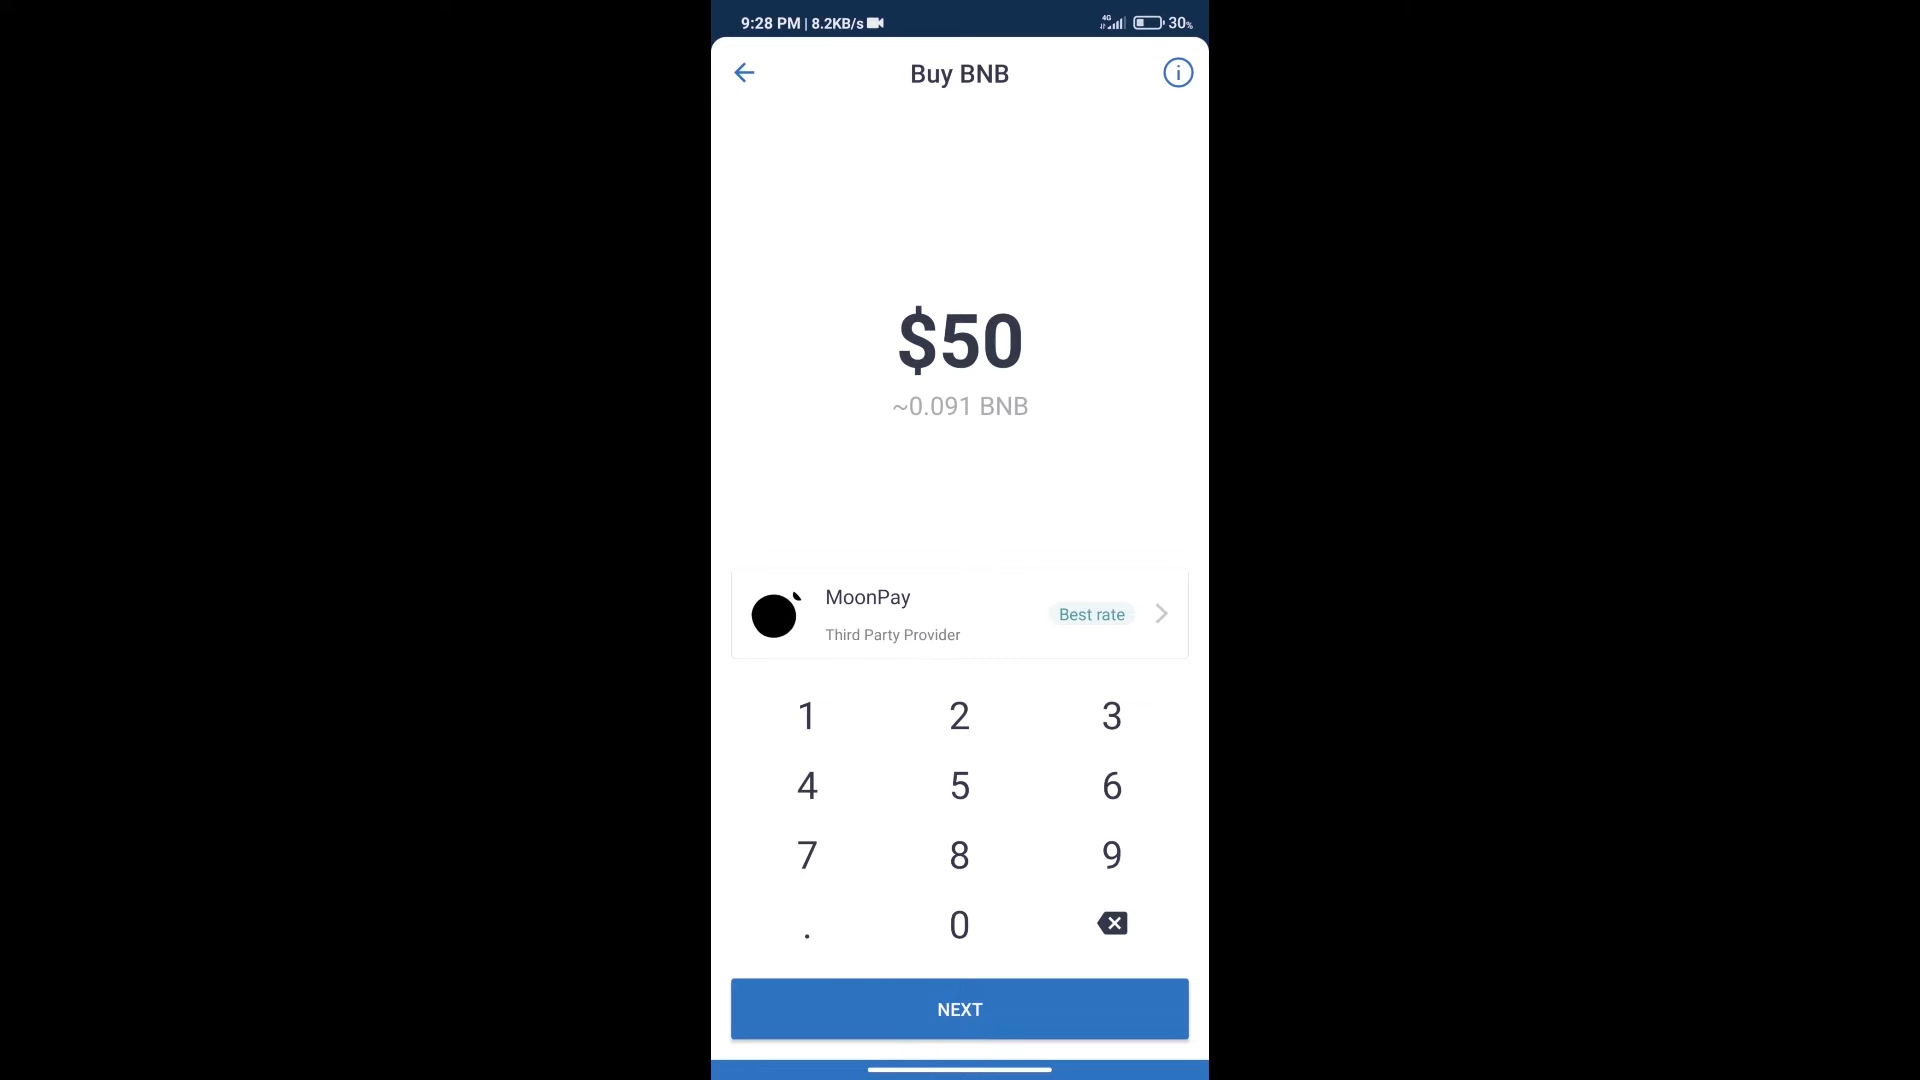 9:28 PM | 8.2KB/s
4G
30%
Buy BNB
$50
~0.091 BNB
MoonPay
Third Party Provider
Best rate
1 2 3
4 5 6
7 8 9
. 0
NEXT